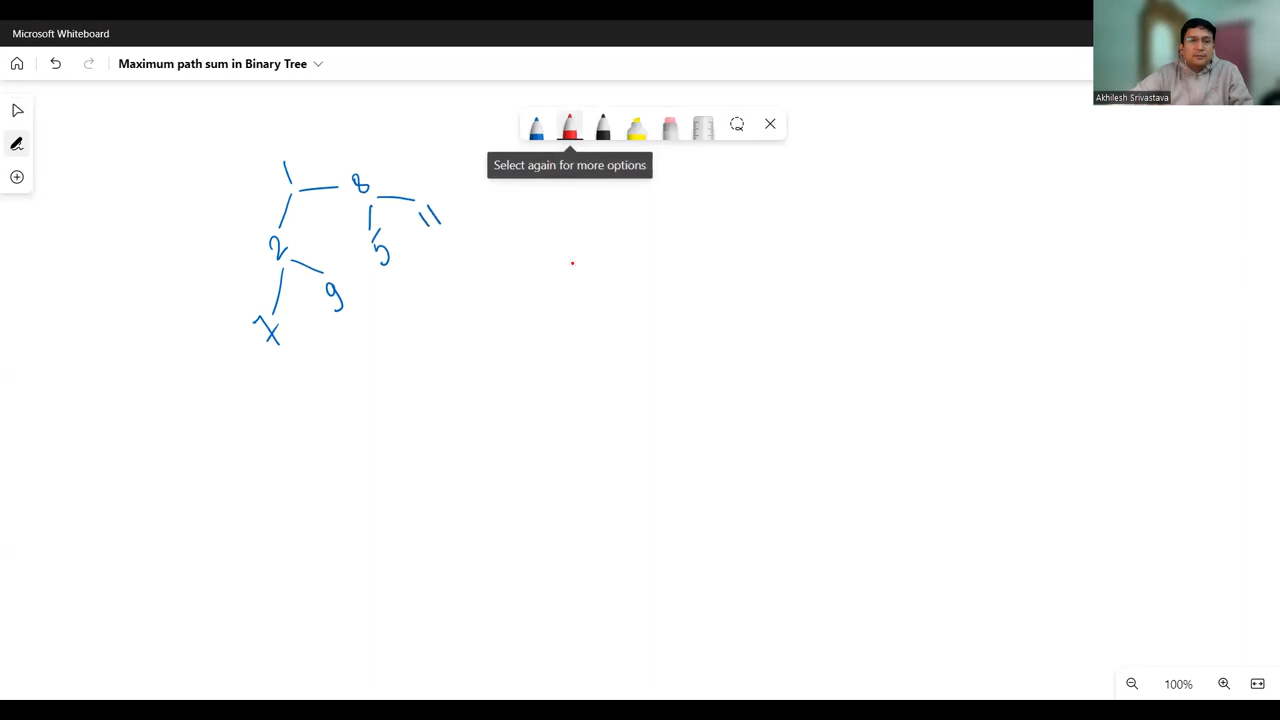 Microsoft Whiteboard
Maximum path sum in Binary Tree
Akhilesh Srivastava
Select again for more options
1
8
11
2
5
9
7
100%